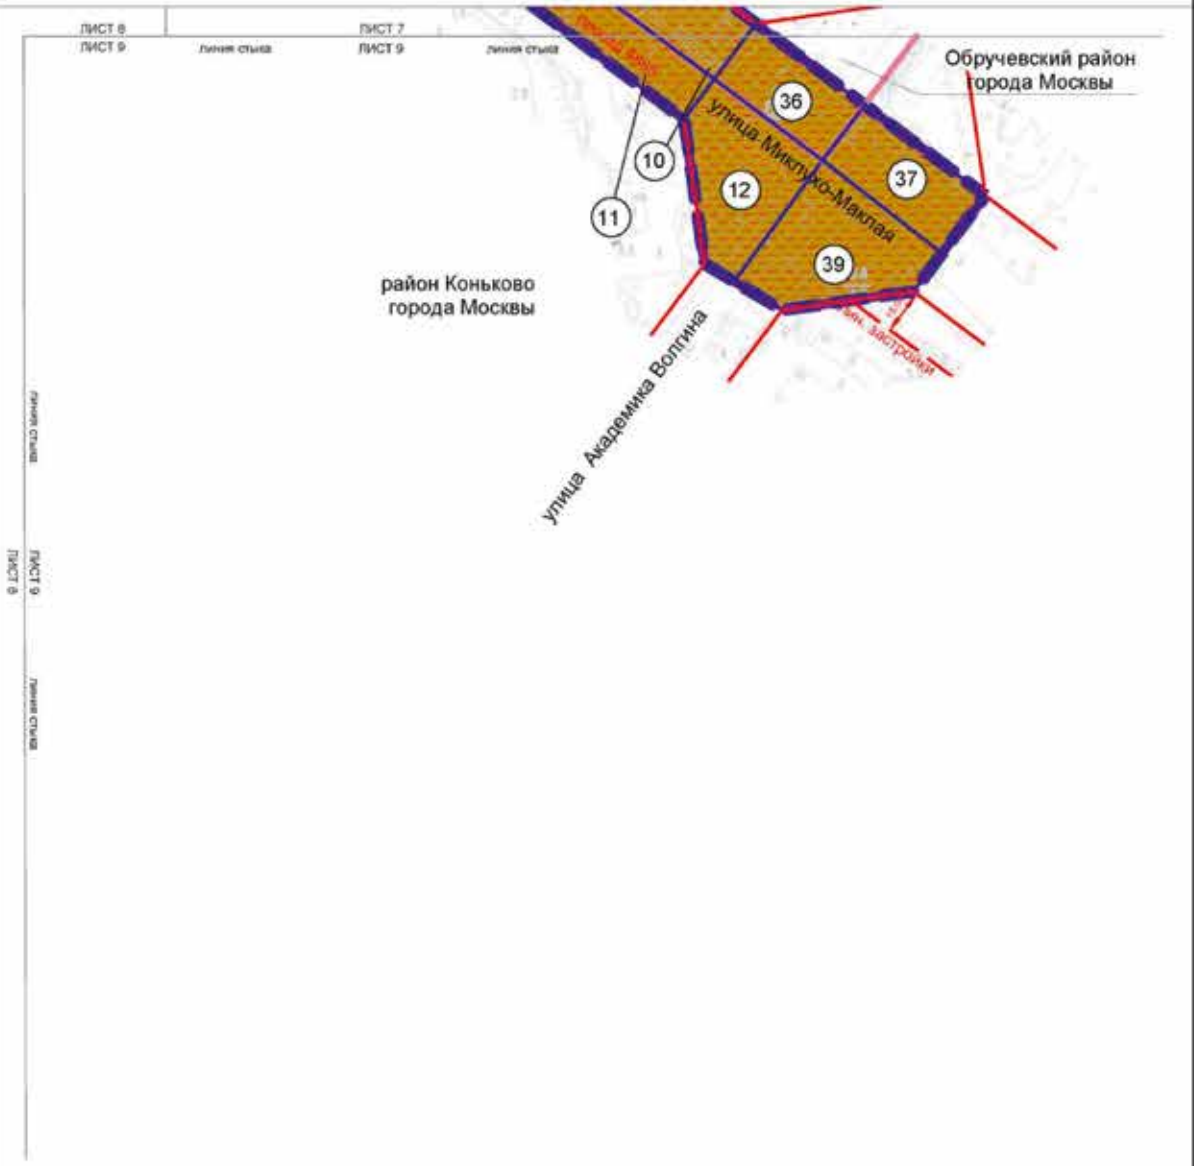 ЛИСТ 8
ЛИСТ 7
ЛИСТ 9
линия стыка
ЛИСТ 9
линия стыка
Обручевский район
города Москвы
36
улица Миклухо-Маклая
10
37
12
11
39
район Коньково
города Москвы
лин. застройки
улица Академика Волгина
линия стыка
ЛИСТ 9
ЛИСТ 8
линия стыка